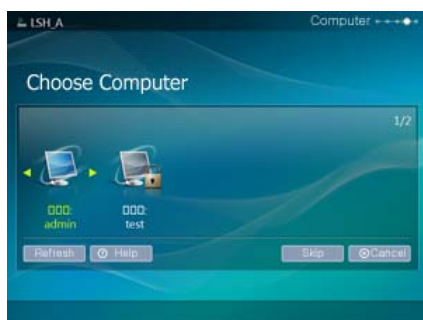 LSH_A
Computer
Choose Computer
1/2
□□□: □□□:
admin test
Refresh Help Skip Cancel